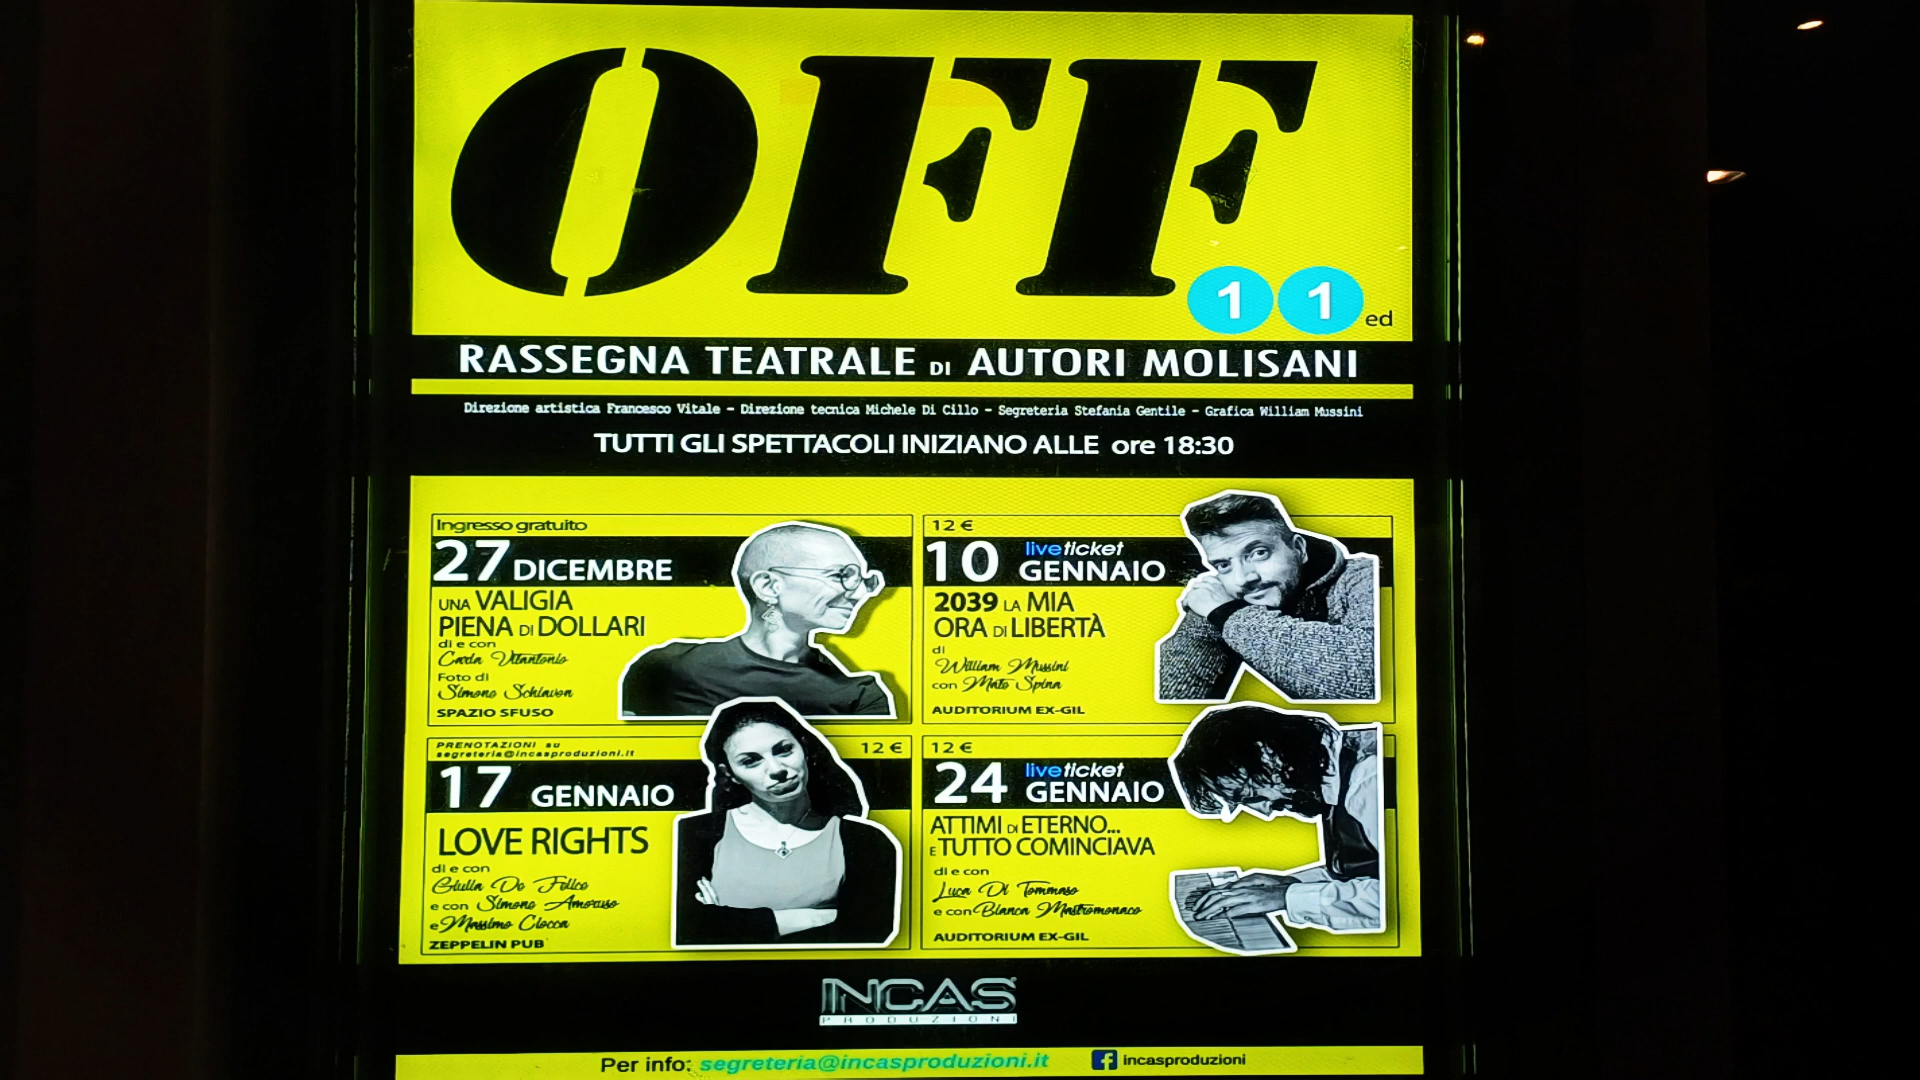 OFF
1 1 ed
RASSEGNA TEATRALE DI AUTORI MOLISANI
Direzione artistica Francesco Vitale - Direzione tecnica Michele Di Cillo - Segreteria Stefania Gentile - Grafica William Mussini
TUTTI GLI SPETTACOLI INIZIANO ALLE ore 18:30
Ingresso gratuito
27 DICEMBRE
UNA VALIGIA
PIENA DI DOLLARI
di e con
Carla Vitantonio
Foto di
Simone Schiavon
SPAZIO SFUSO
12 €
liveticket
10 GENNAIO
2039 LA MIA
ORA DI LIBERTÀ
di
William Mussini
con Mato Spina
AUDITORIUM EX-GIL
PRENOTAZIONI su
segreteria@incasproduzioni.it
12 €
17 GENNAIO
LOVE RIGHTS
di e con
Giulia De Felice
e con Simone Amoruso
e Massimo Ciocca
ZEPPELIN PUB
12 €
liveticket
24 GENNAIO
ATTIMI DI ETERNO...
E TUTTO COMINCIAVA
di e con
Luca Di Tommaso
e con Bianca Mastromonaco
AUDITORIUM EX-GIL
INCAS
PRODUZIONI
Per info: segreteria@incasproduzioni.it
incasproduzioni